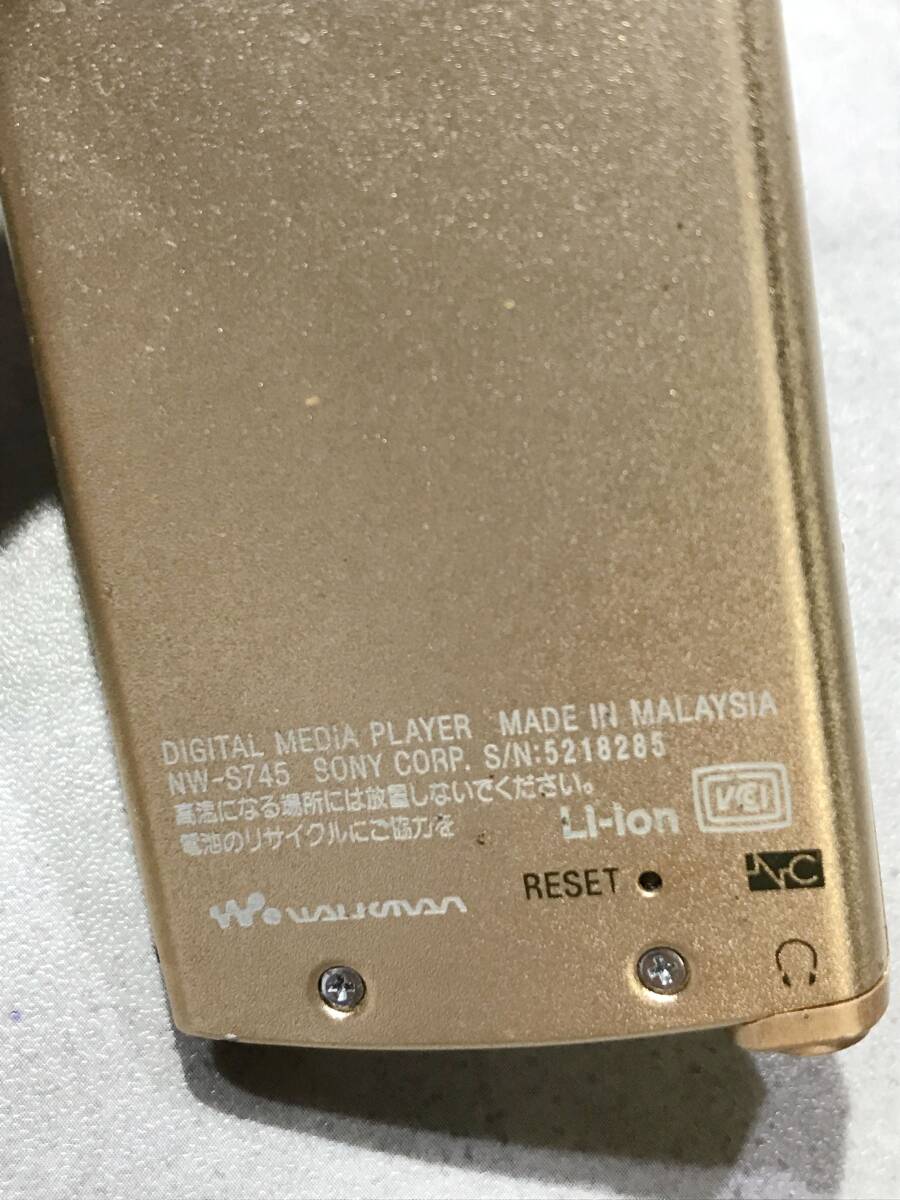 DIGITAL MEDIA PLAYER MADE IN MALAYSIA
NW-S745 SONY CORP. S/N:5218285
高温になる場所には放置しないでください。
電池のリサイクルにご協力を
Li-ion VCCI
RESET NC
W. WALKMAN